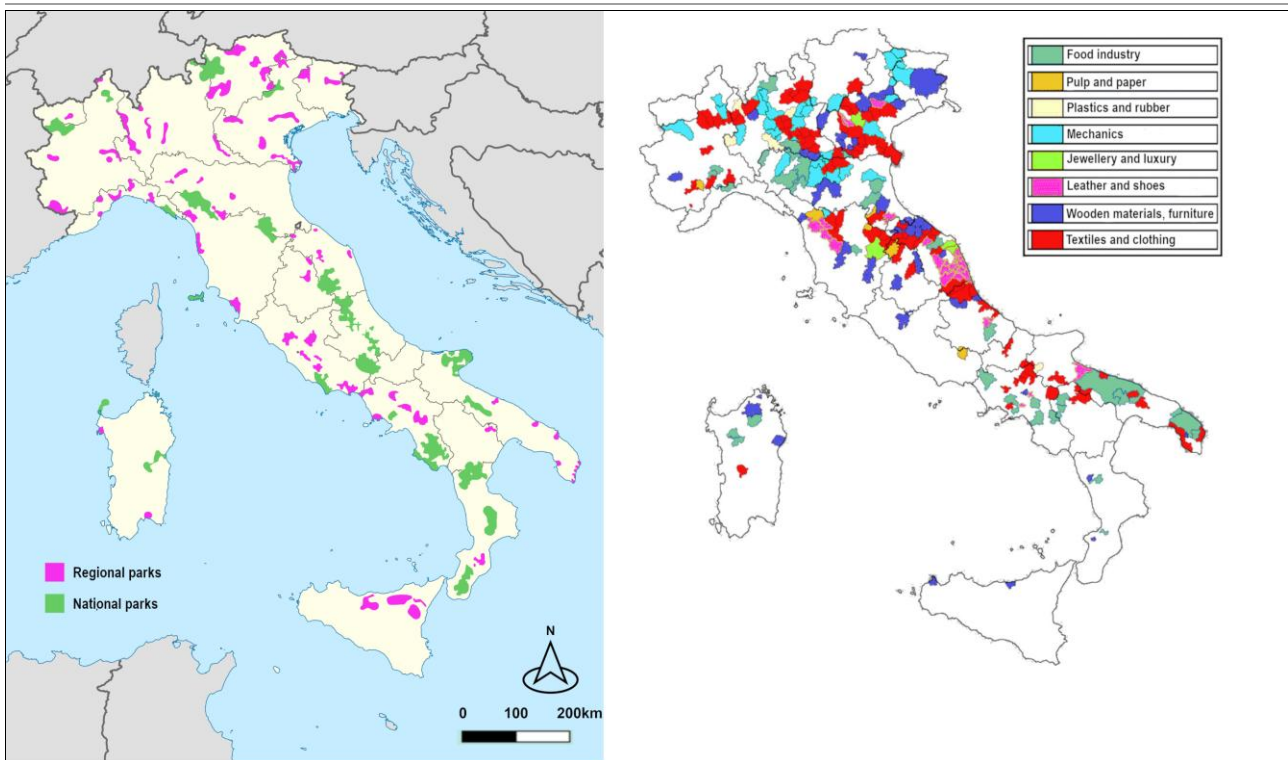 Regional parks
National parks
N
0 100 200km
Food industry
Pulp and paper
Plastics and rubber
Mechanics
Jewellery and luxury
Leather and shoes
Wooden materials, furniture
Textiles and clothing